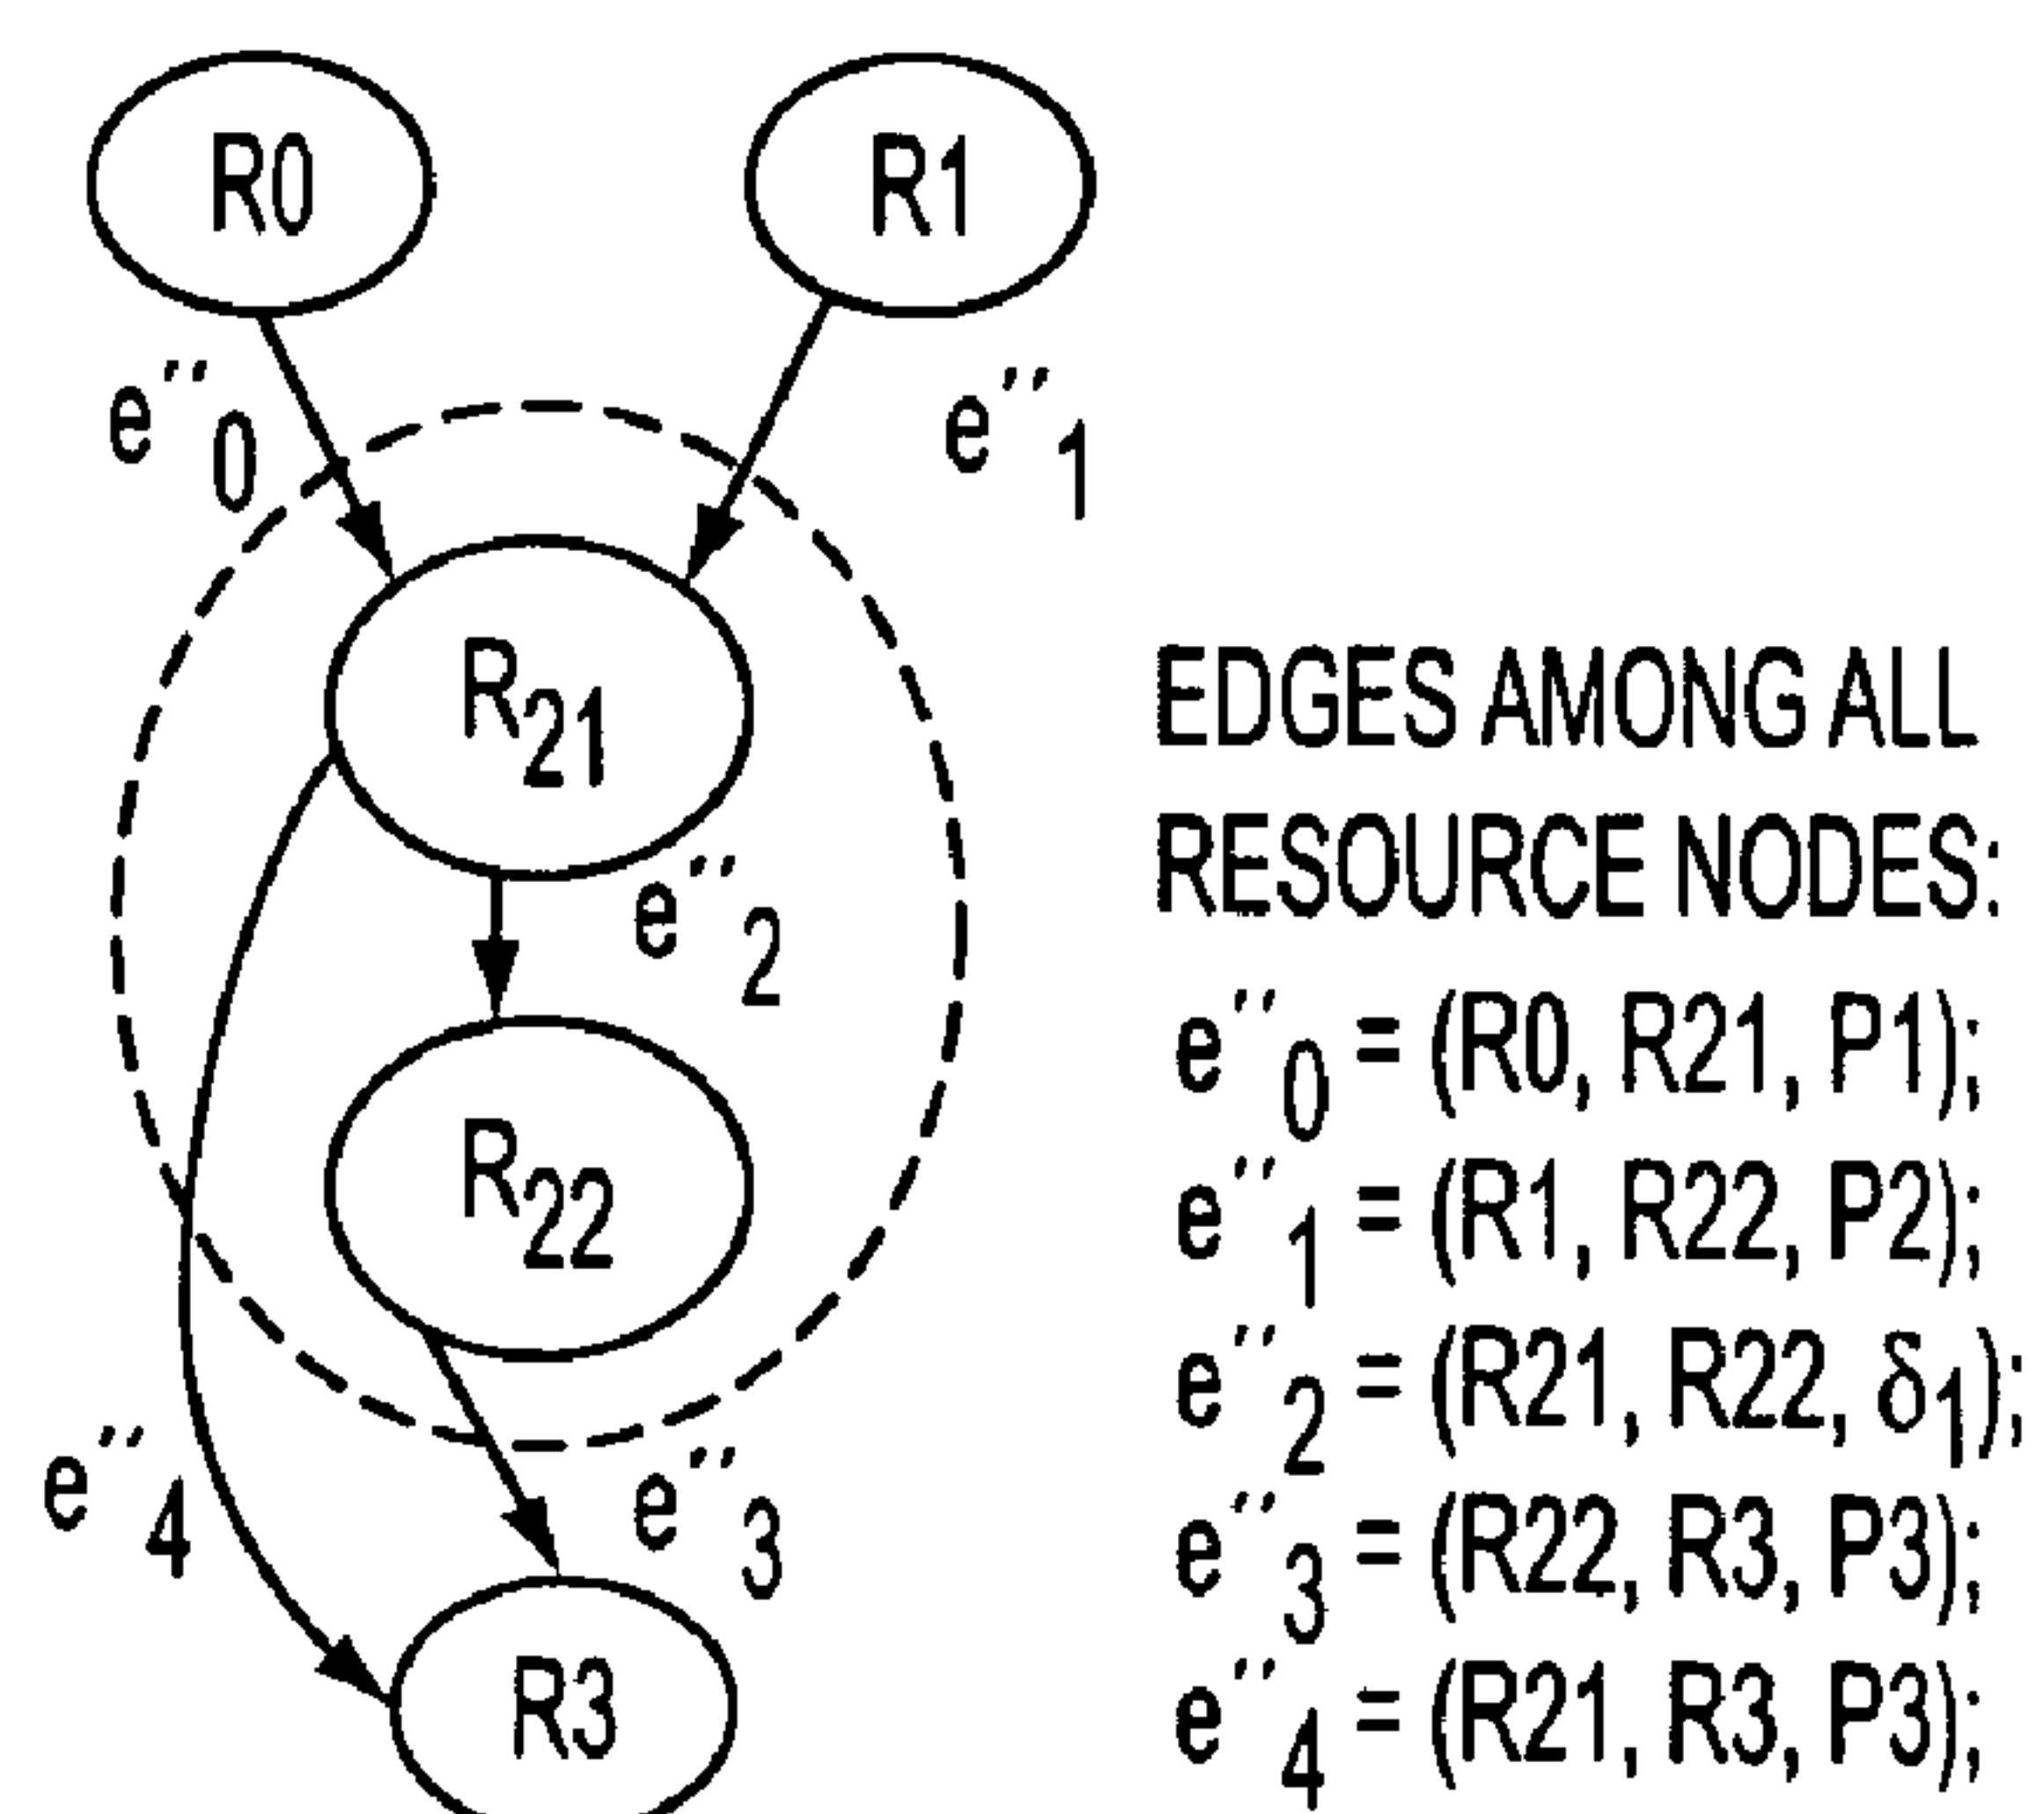 R0
R1
e''0
e''1
R21
e''2
R22
e''4
e''3
R3
EDGES AMONG ALL
RESOURCE NODES:
e''0 = (R0, R21, P1);
e''1 = (R1, R22, P2);
e''2 = (R21, R22, δ1);
e''3 = (R22, R3, P3);
e''4 = (R21, R3, P3);